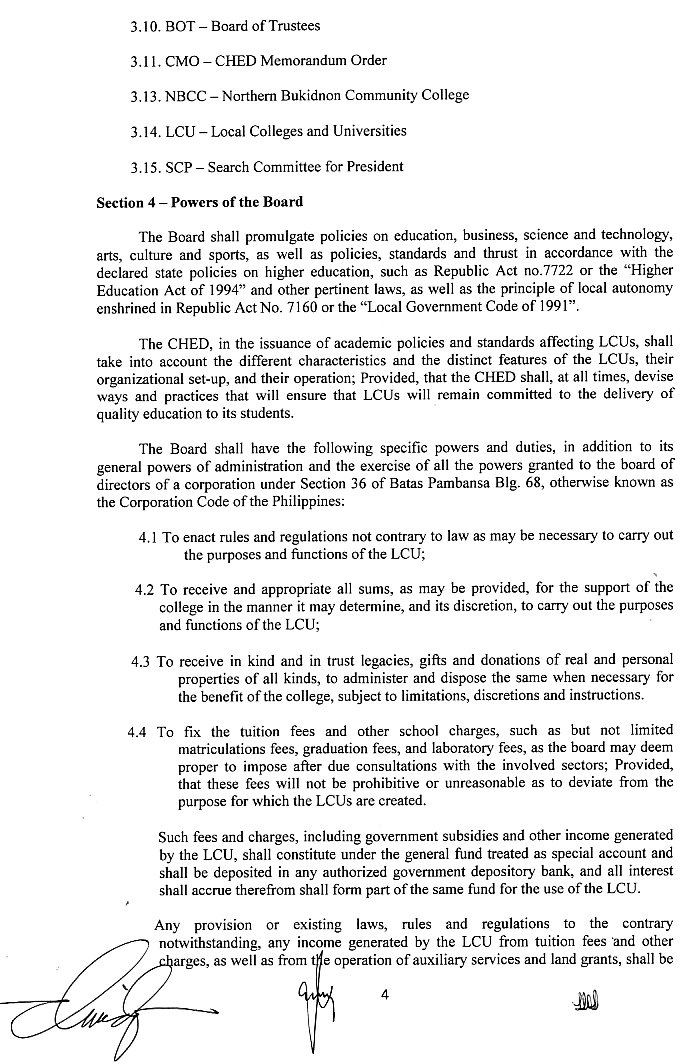 3.10. BOT – Board of Trustees
3.11. CMO – CHED Memorandum Order
3.13. NBCC – Northern Bukidnon Community College
3.14. LCU – Local Colleges and Universities
3.15. SCP – Search Committee for President
Section 4 – Powers of the Board
The Board shall promulgate policies on education, business, science and technology,
arts, culture and sports, as well as policies, standards and thrust in accordance with the
declared state policies on higher education, such as Republic Act no.7722 or the “Higher
Education Act of 1994” and other pertinent laws, as well as the principle of local autonomy
enshrined in Republic Act No. 7160 or the “Local Government Code of 1991”.
The CHED, in the issuance of academic policies and standards affecting LCUs, shall
take into account the different characteristics and the distinct features of the LCUs, their
organizational set-up, and their operation; Provided, that the CHED shall, at all times, devise
ways and practices that will ensure that LCUs will remain committed to the delivery of
quality education to its students.
The Board shall have the following specific powers and duties, in addition to its
general powers of administration and the exercise of all the powers granted to the board of
directors of a corporation under Section 36 of Batas Pambansa Blg. 68, otherwise known as
the Corporation Code of the Philippines:
4.1 To enact rules and regulations not contrary to law as may be necessary to carry out
the purposes and functions of the LCU;
4.2 To receive and appropriate all sums, as may be provided, for the support of the
college in the manner it may determine, and its discretion, to carry out the purposes
and functions of the LCU;
4.3 To receive in kind and in trust legacies, gifts and donations of real and personal
properties of all kinds, to administer and dispose the same when necessary for
the benefit of the college, subject to limitations, discretions and instructions.
4.4 To fix the tuition fees and other school charges, such as but not limited
matriculations fees, graduation fees, and laboratory fees, as the board may deem
proper to impose after due consultations with the involved sectors; Provided,
that these fees will not be prohibitive or unreasonable as to deviate from the
purpose for which the LCUs are created.
Such fees and charges, including government subsidies and other income generated
by the LCU, shall constitute under the general fund treated as special account and
shall be deposited in any authorized government depository bank, and all interest
shall accrue therefrom shall form part of the same fund for the use of the LCU.
Any provision or existing laws, rules and regulations to the contrary
notwithstanding, any income generated by the LCU from tuition fees and other
charges, as well as from the operation of auxiliary services and land grants, shall be
4